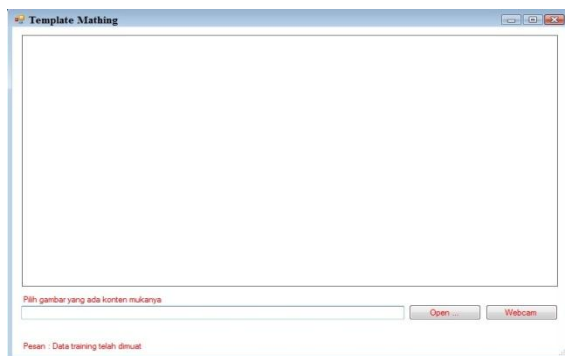 Template Mathing
Pilih gambar yang ada konten mukanya
Open ...
Webcam
Pesan : Data training telah dimuat